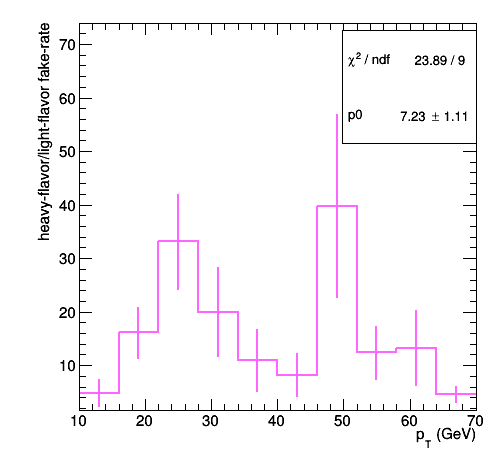 heavy-flavor/light-flavor fake-rate
χ² / ndf 23.89 / 9
p0 7.23 ± 1.11
70
60
50
40
30
20
10
10 20 30 40 50 60 70
p_T (GeV)